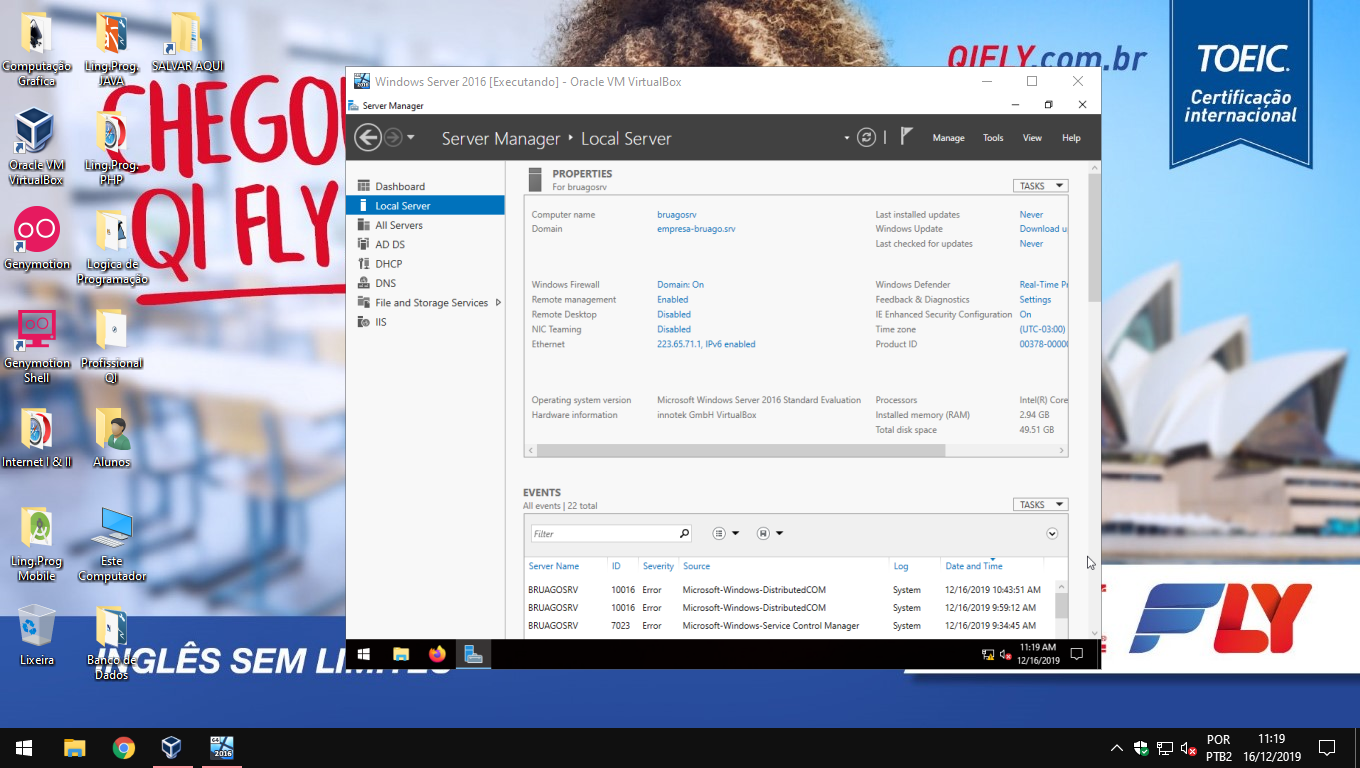 Computação
Gráfica
Ling.Prog.
JAVA
SALVAR AQUI
Oracle VM
VirtualBox
Ling.Prog.
PHP
Genymotion
Logica de
Programação
Genymotion
Shell
Profissional
QI
Internet I & II
Alunos
Ling.Prog
Mobile
Este
Computador
Lixeira
Banco de
Dados
QI FLY
INGLÊS SEM
QIFLY.com.br
TOEIC.
Certificação
internacional
FLY
Windows Server 2016 [Executando] - Oracle VM VirtualBox
Server Manager
Server Manager ‣ Local Server
Manage Tools View Help
Dashboard
Local Server
All Servers
AD DS
DHCP
DNS
File and Storage Services
IIS
PROPERTIES
For bruagosrv
TASKS
Computer name bruagosrv Last installed updates Never
Domain empresa-bruago.srv Windows Update Download u
Last checked for updates Never
Windows Firewall Domain: On Windows Defender Real-Time Pr
Remote management Enabled Feedback & Diagnostics Settings
Remote Desktop Disabled IE Enhanced Security Configuration On
NIC Teaming Disabled Time zone (UTC-03:00)
Ethernet 223.65.71.1, IPv6 enabled Product ID 00378-0000
Operating system version Microsoft Windows Server 2016 Standard Evaluation Processors Intel(R) Core
Hardware information innotek GmbH VirtualBox Installed memory (RAM) 2.94 GB
Total disk space 49.51 GB
EVENTS
All events | 22 total
TASKS
Filter
Server Name ID Severity Source Log Date and Time
BRUAGOSRV 10016 Error Microsoft-Windows-DistributedCOM System 12/16/2019 10:43:51 AM
BRUAGOSRV 10016 Error Microsoft-Windows-DistributedCOM System 12/16/2019 9:59:12 AM
BRUAGOSRV 7023 Error Microsoft-Windows-Service Control Manager System 12/16/2019 9:34:45 AM
11:19 AM
12/16/2019
64
2016
POR
PTB2
11:19
16/12/2019